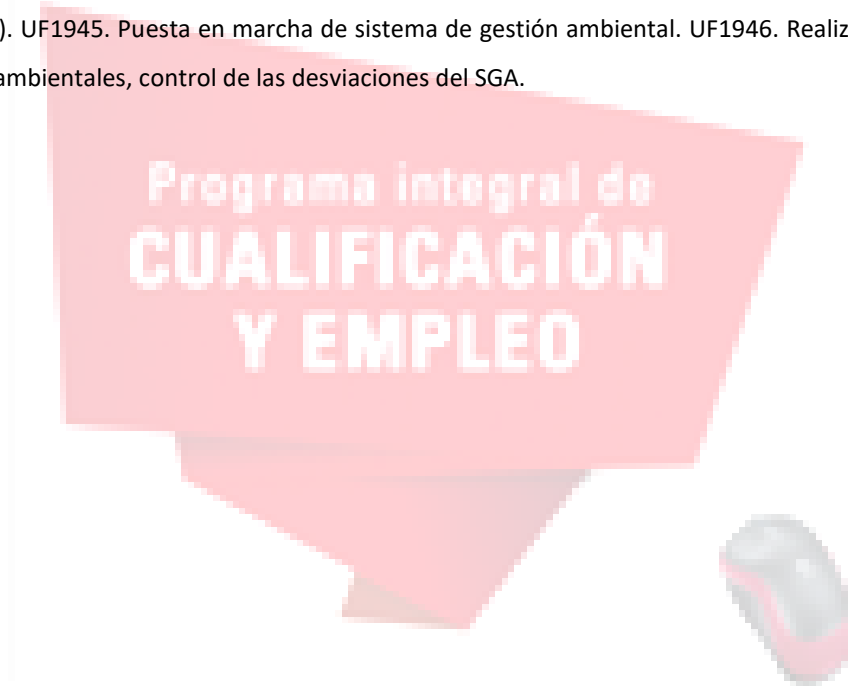 ). UF1945. Puesta en marcha de sistema de gestión ambiental. UF1946. Realiz
ambientales, control de las desviaciones del SGA.
Programa integral de
CUALIFICACIÓN
Y EMPLEO